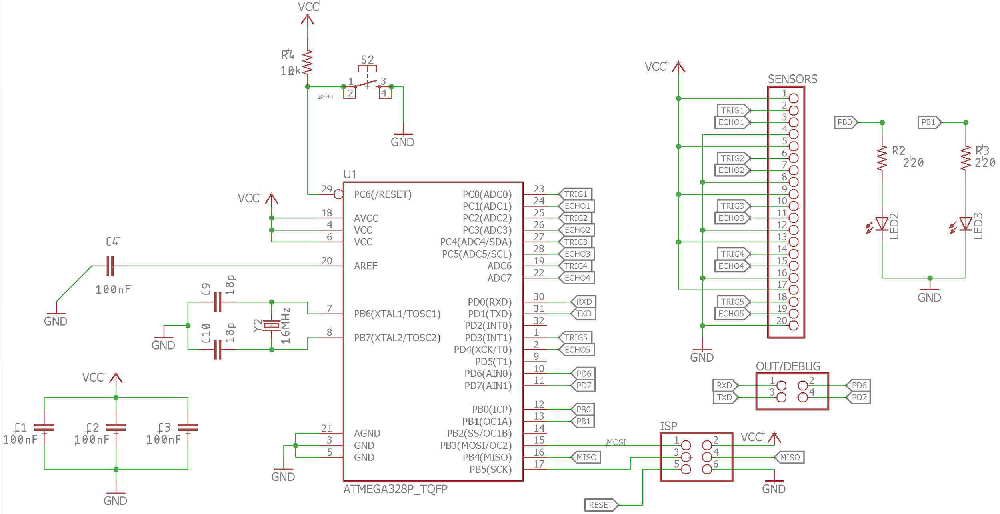 VCC
R4
10k
S2
1
3
2
4
RESET
GND
U1
VCC
29
PC6(/RESET)
18
AVCC
4
VCC
6
VCC
20
AREF
7
PB6(XTAL1/TOSC1)
8
PB7(XTAL2/TOSC2)
21
AGND
3
GND
5
GND
GND
ATMEGA328P_TQFP
PC0(ADC0)
23
TRIG1
PC1(ADC1)
24
ECHO1
PC2(ADC2)
25
TRIG2
PC3(ADC3)
26
ECHO2
PC4(ADC4/SDA)
27
TRIG3
PC5(ADC5/SCL)
28
ECHO3
ADC6
19
TRIG4
ADC7
22
ECHO4
PD0(RXD)
30
RXD
PD1(TXD)
31
TXD
PD2(INT0)
32
PD3(INT1)
1
TRIG5
PD4(XCK/T0)
2
ECHO5
PD5(T1)
9
PD6(AIN0)
10
PD6
PD7(AIN1)
11
PD7
PB0(ICP)
12
PB0
PB1(OC1A)
13
PB1
PB2(SS/OC1B)
14
PB3(MOSI/OC2)
15
MOSI
PB4(MISO)
16
MISO
PB5(SCK)
17
C4
100nF
GND
C9
18p
C10
18p
GND
Y2
16MHz
VCC
C1
100nF
C2
100nF
C3
100nF
GND
VCC
SENSORS
1
TRIG1
2
ECHO1
3
4
5
TRIG2
6
ECHO2
7
8
9
TRIG3
10
ECHO3
11
12
13
TRIG4
14
ECHO4
15
16
17
TRIG5
18
ECHO5
19
20
GND
PB0
R2
220
LED2
PB1
R3
220
LED3
GND
OUT/DEBUG
RXD
1
2
PD6
TXD
3
4
PD7
ISP
1
2
VCC
3
4
MISO
5
6
GND
RESET